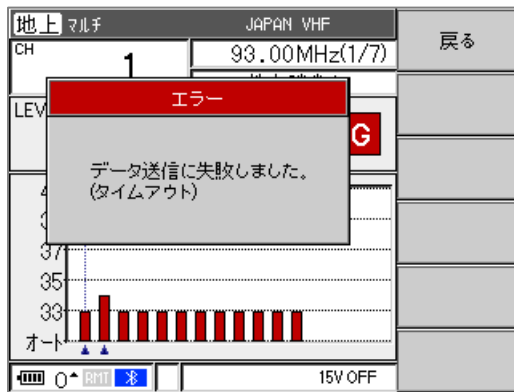 地上 マルチ
JAPAN VHF
戻る
CH
1
93.00MHz(1/7)
エラー
LEV
G
データ送信に失敗しました。
(タイムアウト)
37
35
33
オート
RMT
15V OFF